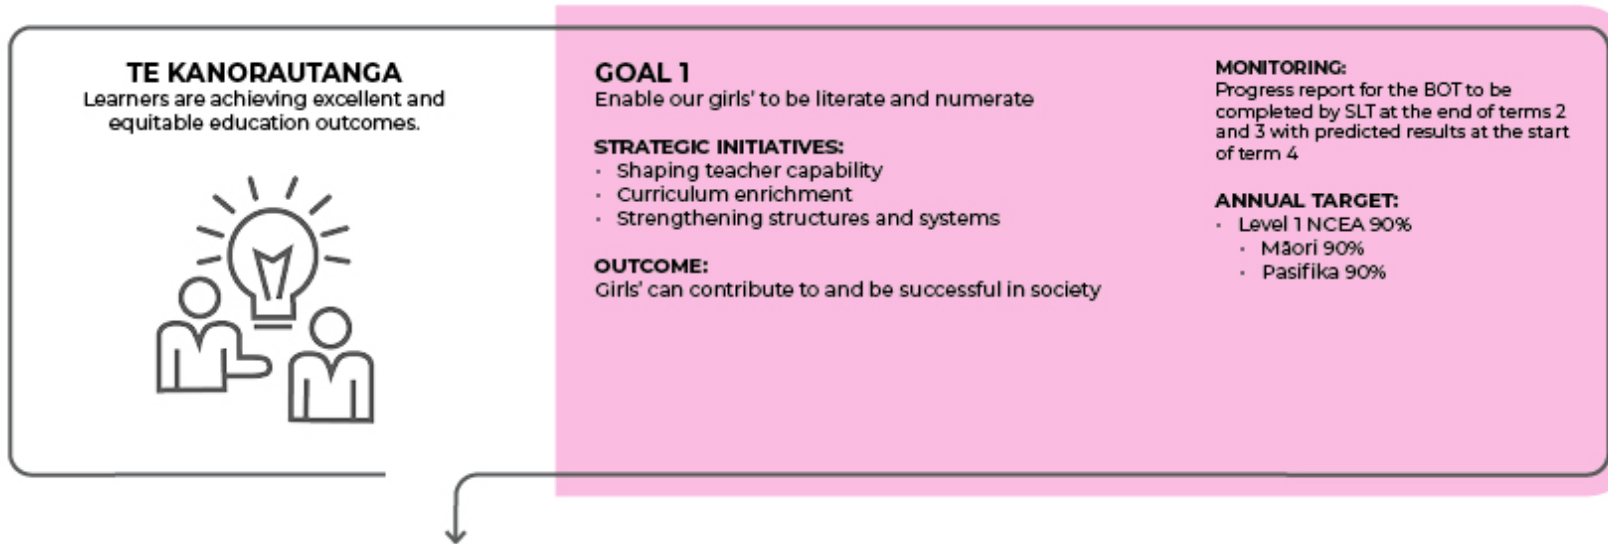 TE KANORAUTANGA
Learners are achieving excellent and
equitable education outcomes.
GOAL 1
Enable our girls' to be literate and numerate
STRATEGIC INITIATIVES:
· Shaping teacher capability
· Curriculum enrichment
· Strengthening structures and systems
OUTCOME:
Girls' can contribute to and be successful in society
MONITORING:
Progress report for the BOT to be
completed by SLT at the end of terms 2
and 3 with predicted results at the start
of term 4
ANNUAL TARGET:
· Level 1 NCEA 90%
· Māori 90%
· Pasifika 90%